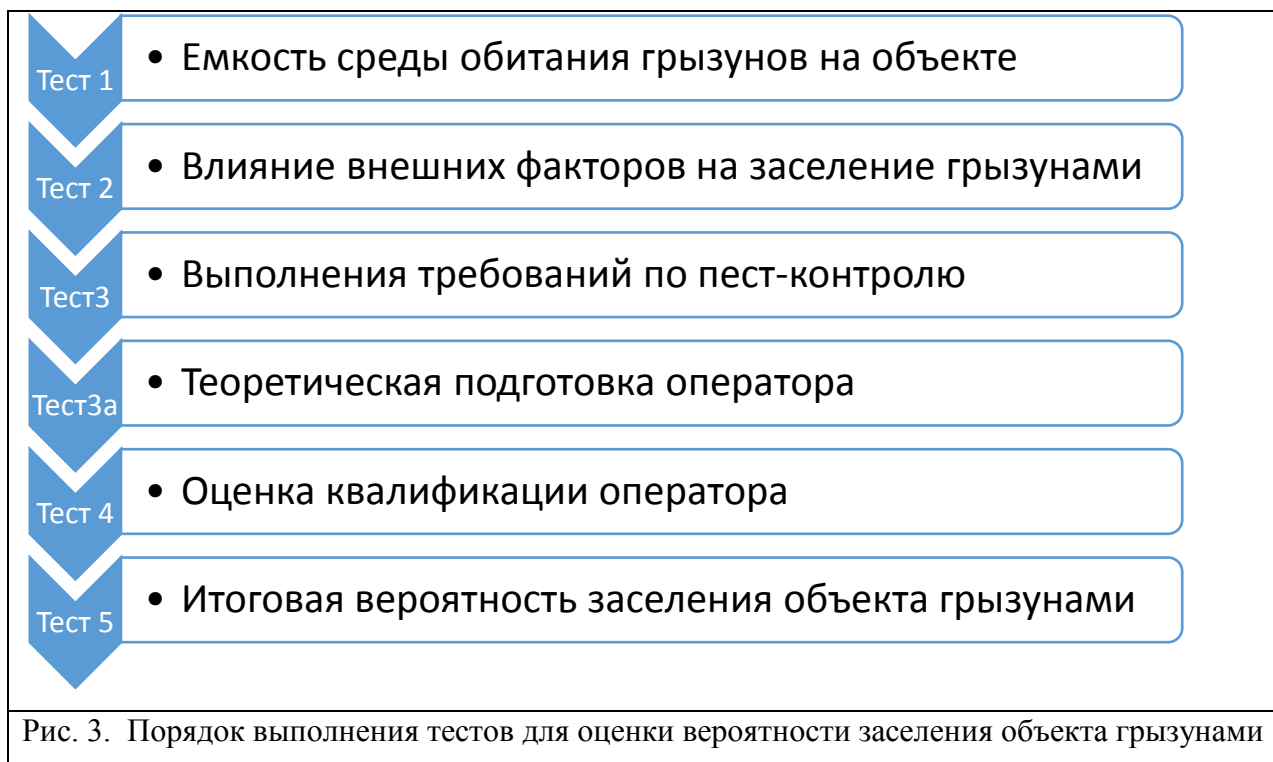 Тест 1
• Емкость среды обитания грызунов на объекте
Тест 2
• Влияние внешних факторов на заселение грызунами
Тест3
• Выполнения требований по пест-контролю
Тест3а
• Теоретическая подготовка оператора
Тест 4
• Оценка квалификации оператора
Тест 5
• Итоговая вероятность заселения объекта грызунами
Рис. 3. Порядок выполнения тестов для оценки вероятности заселения объекта грызунами